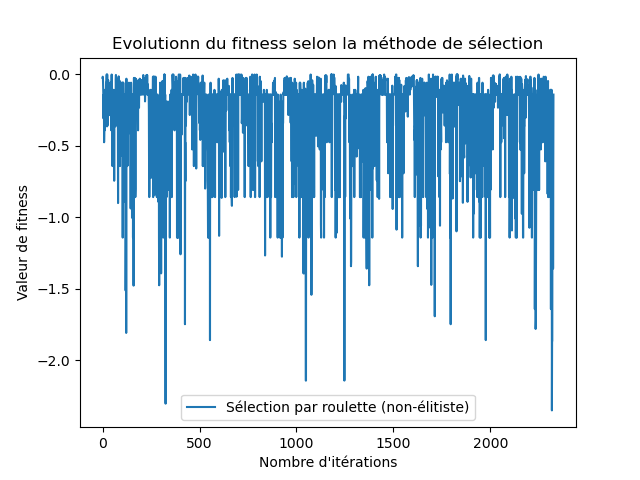 Evolutionn du fitness selon la méthode de sélection
0.0
−0.5
−1.0
−1.5
−2.0
Valeur de fitness
Sélection par roulette (non-élitiste)
0 500 1000 1500 2000
Nombre d'itérations